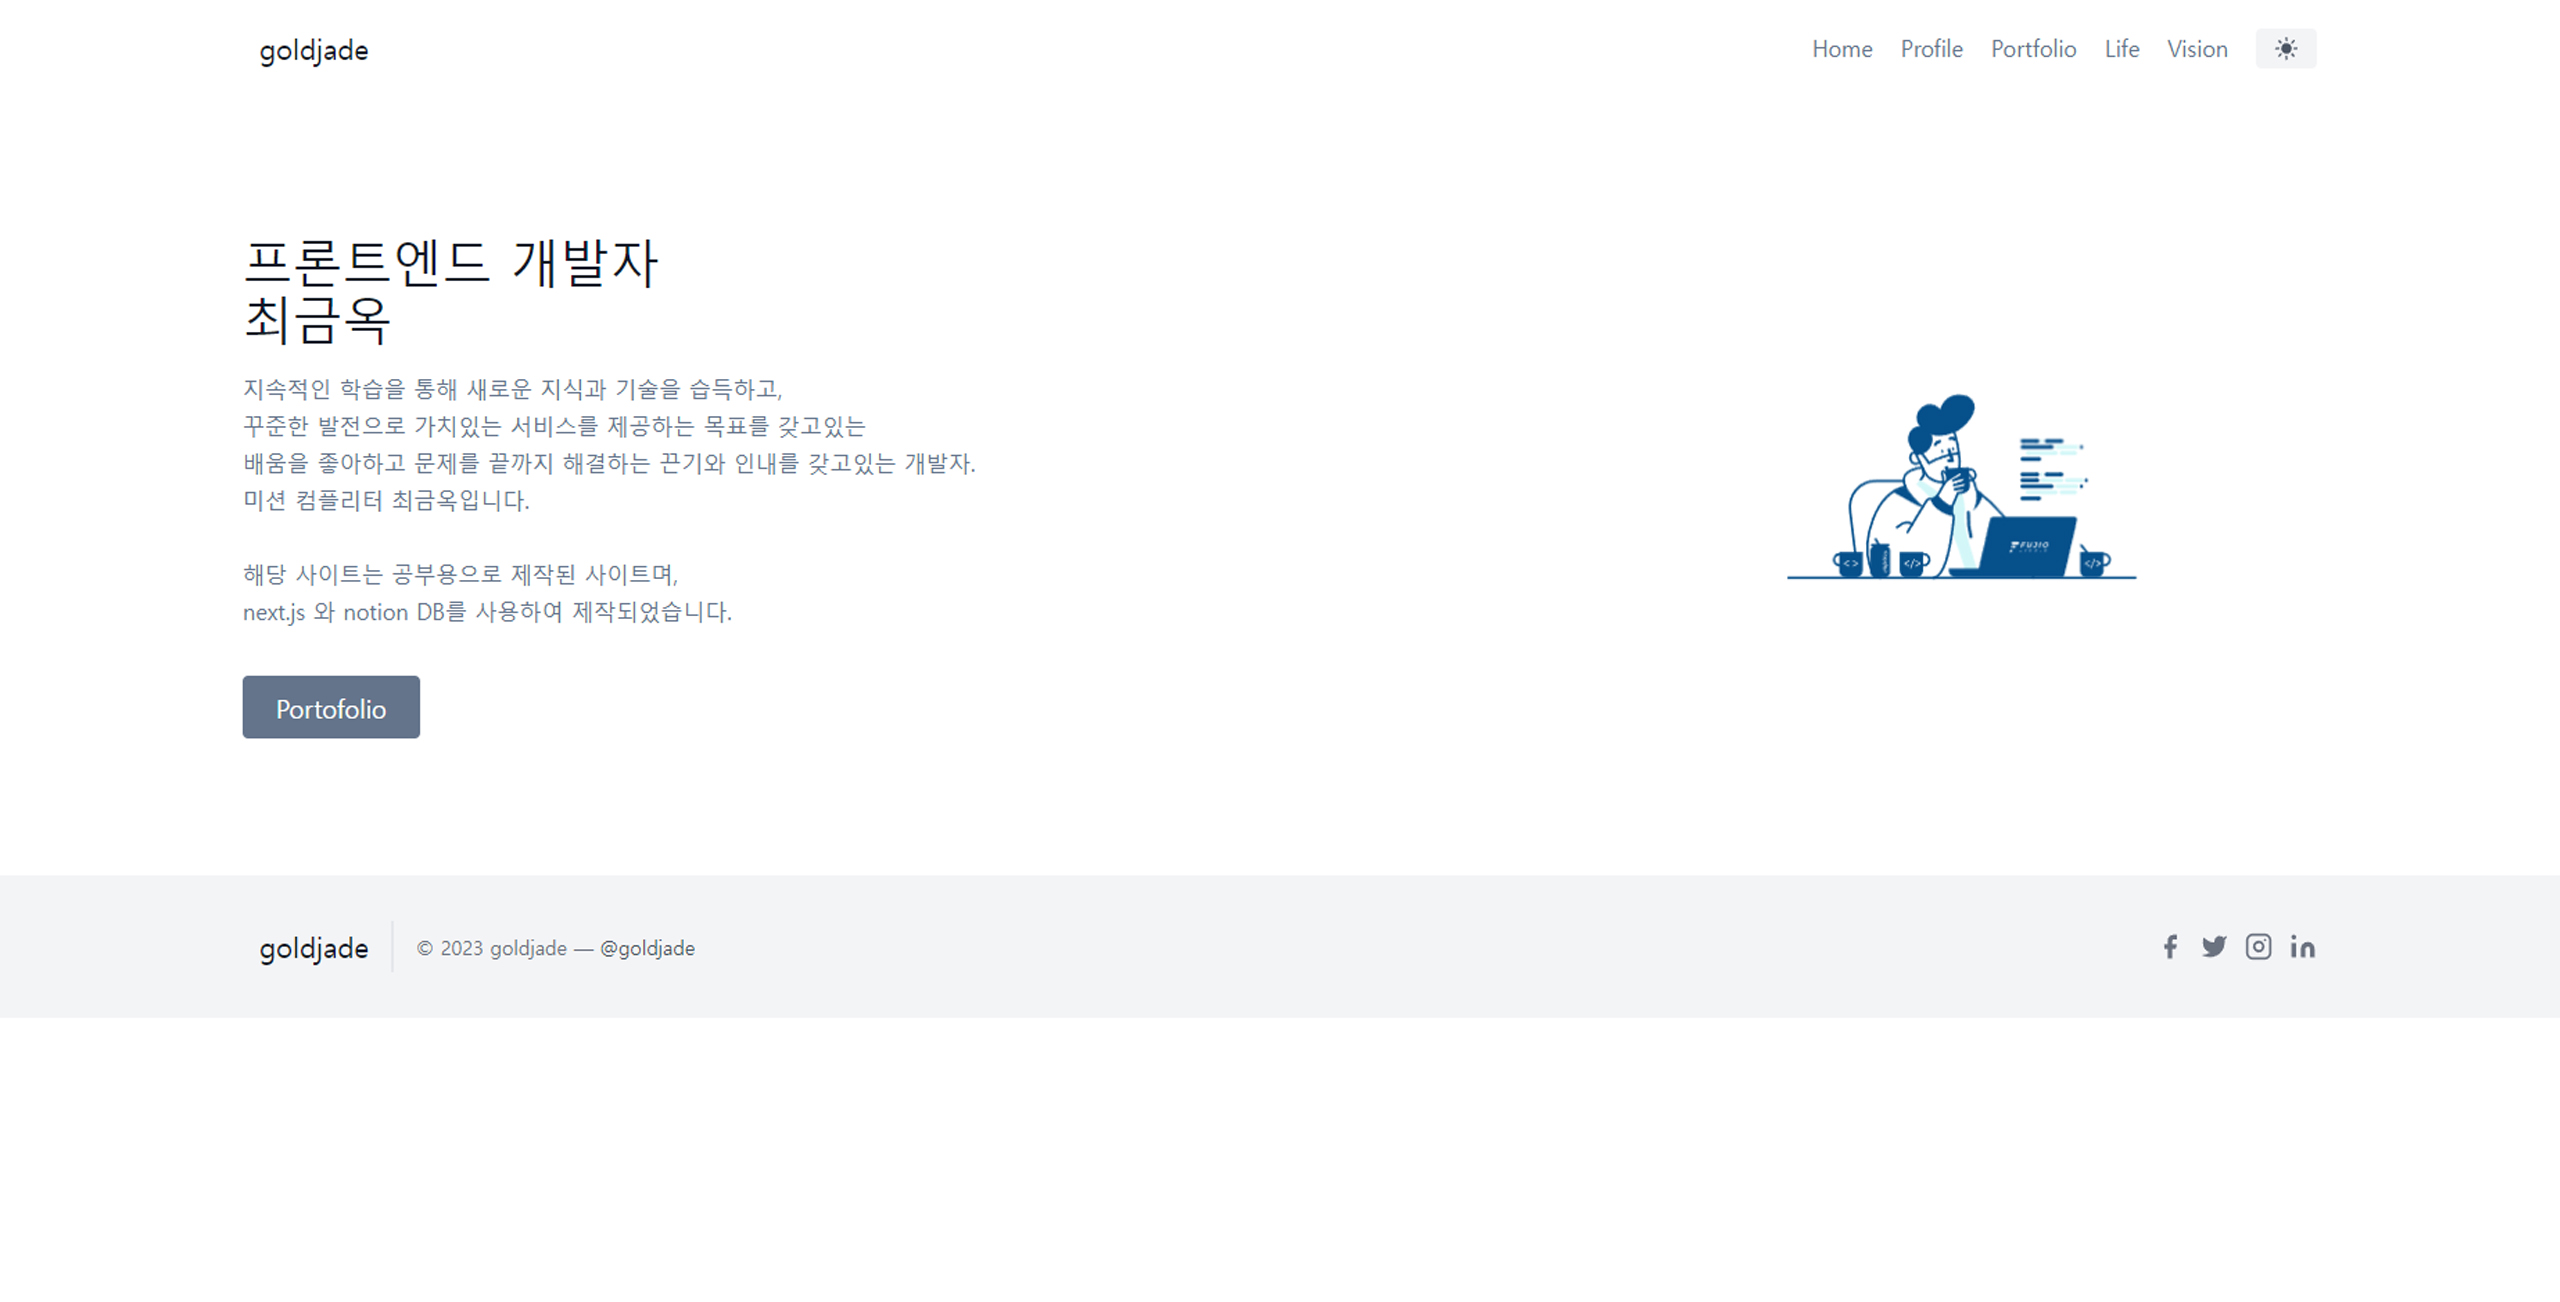 goldjade
Home Profile Portfolio Life Vision
프론트엔드 개발자
최금옥
지속적인 학습을 통해 새로운 지식과 기술을 습득하고,
꾸준한 발전으로 가치있는 서비스를 제공하는 목표를 갖고있는
배움을 좋아하고 문제를 끝까지 해결하는 끈기와 인내를 갖고있는 개발자.
미션 컴플리터 최금옥입니다.
해당 사이트는 공부용으로 제작된 사이트며,
next.js 와 notion DB를 사용하여 제작되었습니다.
Portofolio
FUJIO
< > </> </>
goldjade
© 2023 goldjade — @goldjade